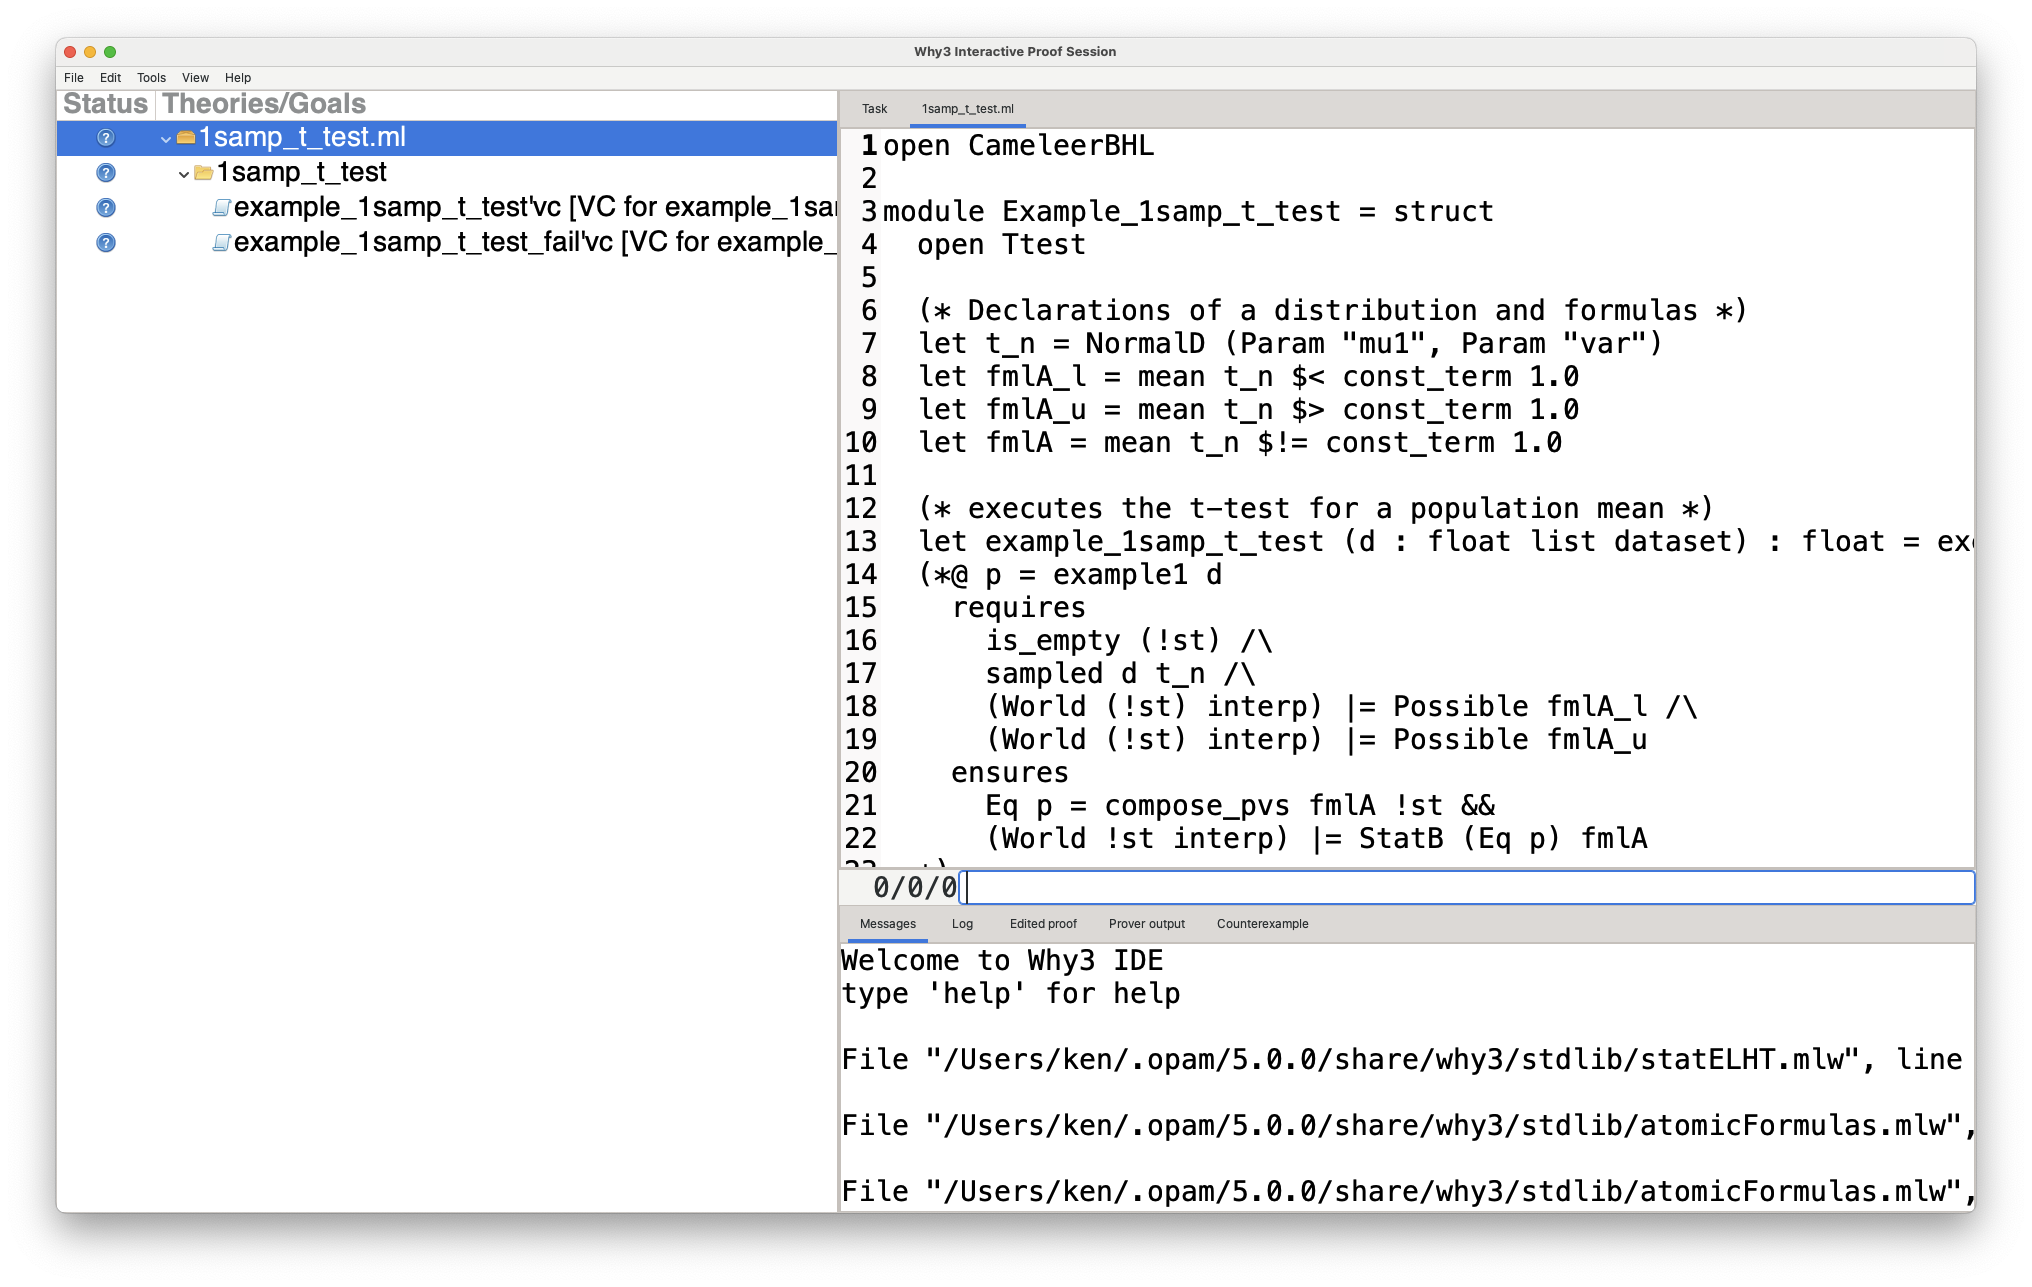 Why3 Interactive Proof Session
File Edit Tools View Help
Status Theories/Goals
1samp_t_test.ml
1samp_t_test
example_1samp_t_test'vc [VC for example_1sa
example_1samp_t_test_fail'vc [VC for example_
Task 1samp_t_test.ml
1 open CameleerBHL
2
3 module Example_1samp_t_test = struct
4 open Ttest
5
6 (* Declarations of a distribution and formulas *)
7 let t_n = NormalD (Param "mu1", Param "var")
8 let fmlA_l = mean t_n $< const_term 1.0
9 let fmlA_u = mean t_n $> const_term 1.0
10 let fmlA = mean t_n $!= const_term 1.0
11
12 (* executes the t-test for a population mean *)
13 let example_1samp_t_test (d : float list dataset) : float = ex
14 (*@ p = example1 d
15 requires
16 is_empty (!st) /\
17 sampled d t_n /\
18 (World (!st) interp) |= Possible fmlA_l /\
19 (World (!st) interp) |= Possible fmlA_u
20 ensures
21 Eq p = compose_pvs fmlA !st &&
22 (World !st interp) |= StatB (Eq p) fmlA
0/0/0
Messages Log Edited proof Prover output Counterexample
Welcome to Why3 IDE
type 'help' for help
File "/Users/ken/.opam/5.0.0/share/why3/stdlib/statELHT.mlw", line
File "/Users/ken/.opam/5.0.0/share/why3/stdlib/atomicFormulas.mlw",
File "/Users/ken/.opam/5.0.0/share/why3/stdlib/atomicFormulas.mlw",